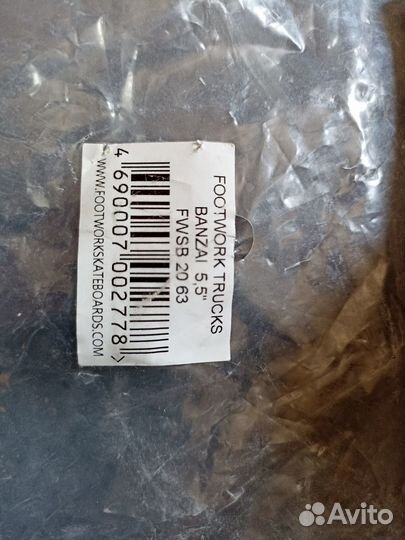 FOOTWORK TRUCKS
BANZAI 5,5"
FWSB 20 63
4 690007 002778 >
WWW.FOOTWORKSKATEBOARDS.COM
Avito